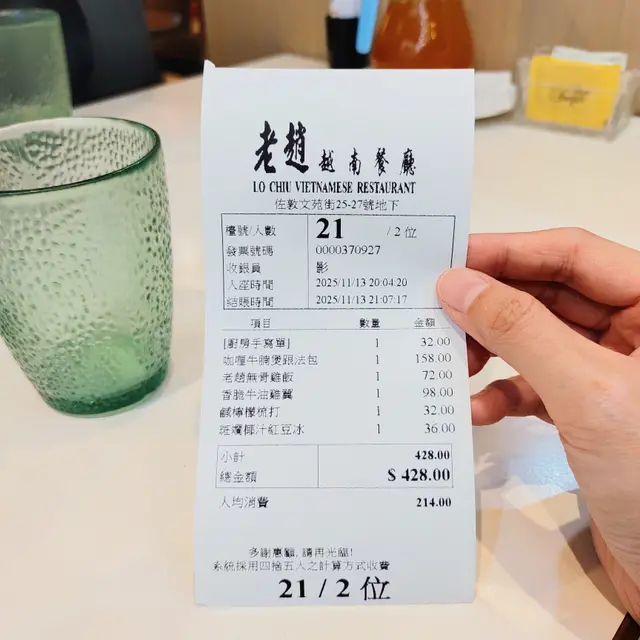 老趙 越南餐廳
LO CHIU VIETNAMESE RESTAURANT
佐敦文苑街25-27號地下
檯號/人數 21 / 2 位
發票號碼 0000370927
收銀員 影
入座時間 2025/11/13 20:04:20
結賬時間 2025/11/13 21:07:17
項目 數量 金額
[廚房手寫單] 1 32.00
咖喱牛腩煲跟法包 1 158.00
老趙無骨雞飯 1 72.00
香脆牛油雞翼 1 98.00
鹹檸檬梳打 1 32.00
斑斕椰汁紅豆冰 1 36.00
小計 428.00
總金額 $ 428.00
人均消費 214.00
多謝惠顧, 請再光臨!
系統採用四捨五入之計算方式收費
21 / 2 位